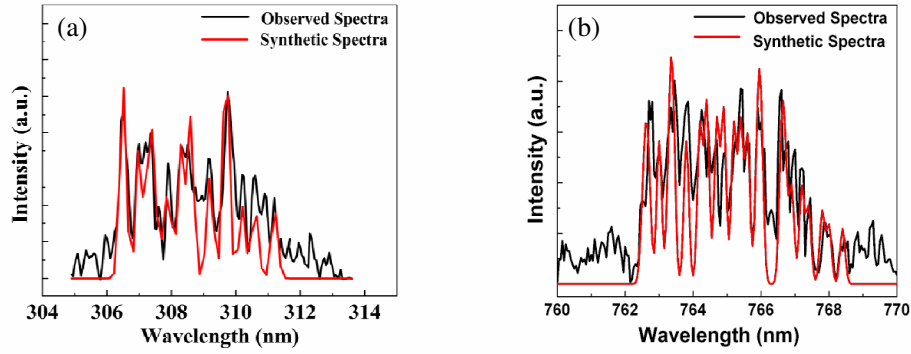 (a)
Observed Spectra
Synthetic Spectra
Intensity (a.u.)
304 306 308 310 312 314
Wavelength (nm)
(b)
Observed Spectra
Synthetic Spectra
Intensity (a.u.)
760 762 764 766 768 770
Wavelength (nm)